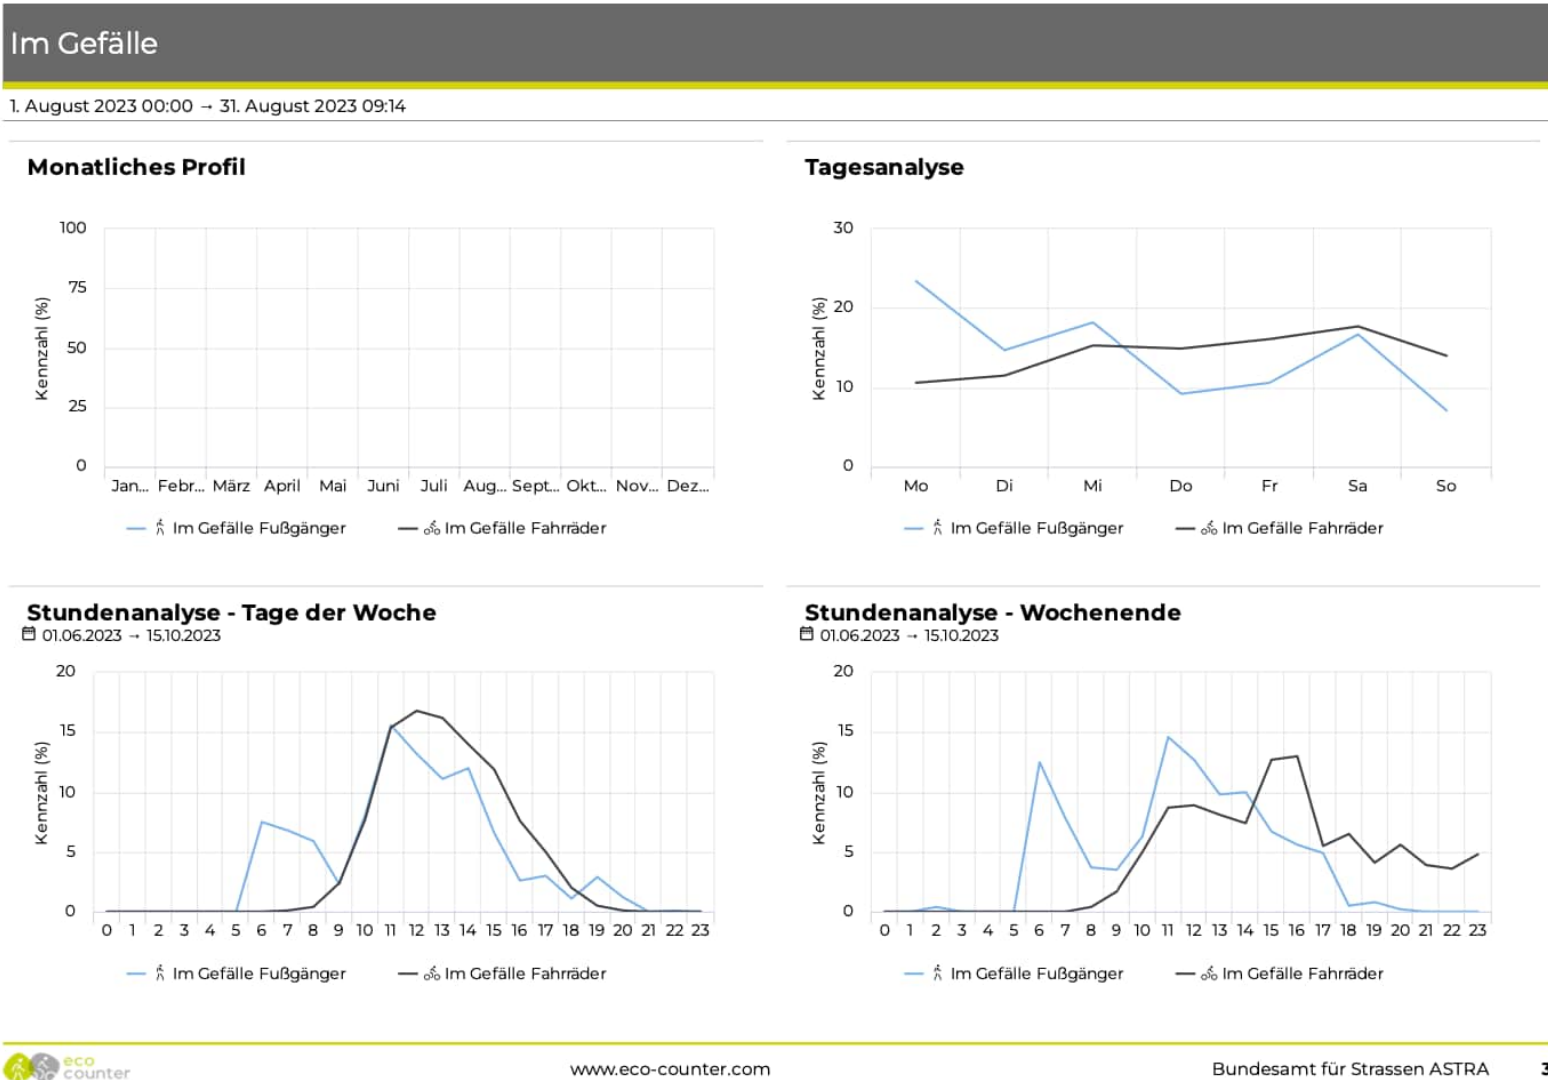 Im Gefälle
1. August 2023 00:00 → 31. August 2023 09:14
Monatliches Profil
Kennzahl (%)
100
75
50
25
0
Jan... Febr... März April Mai Juni Juli Aug... Sept... Okt... Nov... Dez...
Im Gefälle Fußgänger Im Gefälle Fahrräder
Tagesanalyse
Kennzahl (%)
30
20
10
0
Mo Di Mi Do Fr Sa So
Im Gefälle Fußgänger Im Gefälle Fahrräder
Stundenanalyse - Tage der Woche
01.06.2023 → 15.10.2023
Kennzahl (%)
20
15
10
5
0
0 1 2 3 4 5 6 7 8 9 10 11 12 13 14 15 16 17 18 19 20 21 22 23
Im Gefälle Fußgänger Im Gefälle Fahrräder
Stundenanalyse - Wochenende
01.06.2023 → 15.10.2023
Kennzahl (%)
20
15
10
5
0
0 1 2 3 4 5 6 7 8 9 10 11 12 13 14 15 16 17 18 19 20 21 22 23
Im Gefälle Fußgänger Im Gefälle Fahrräder
eco
counter
www.eco-counter.com
Bundesamt für Strassen ASTRA 3